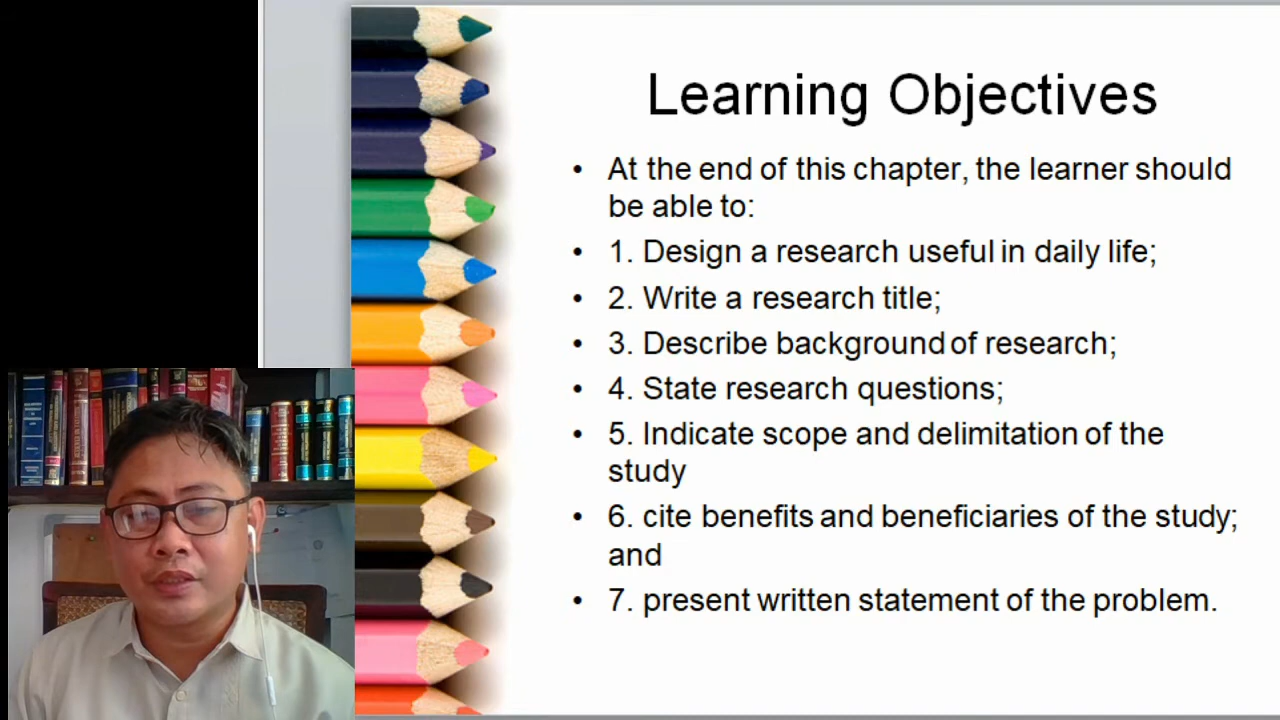 Learning Objectives
• At the end of this chapter, the learner should
be able to:
• 1. Design a research useful in daily life;
• 2. Write a research title;
• 3. Describe background of research;
• 4. State research questions;
• 5. Indicate scope and delimitation of the
study
• 6. cite benefits and beneficiaries of the study;
and
• 7. present written statement of the problem.